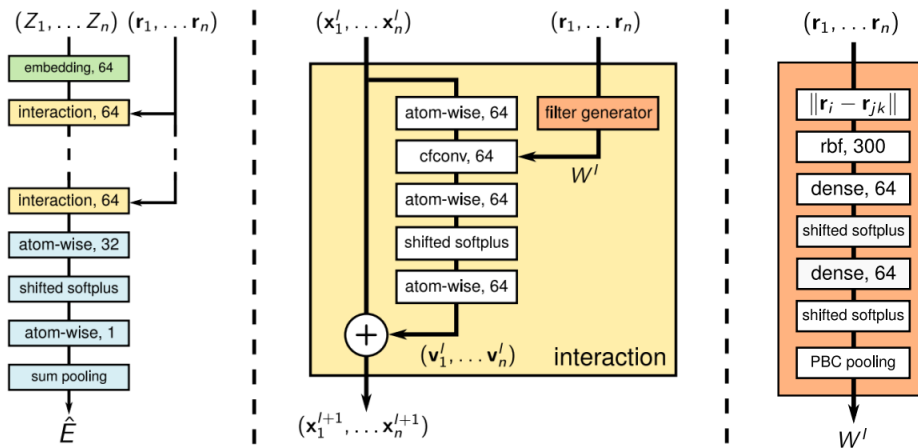 (Z₁, . . . Zₙ) (r₁, . . . rₙ)
embedding, 64
interaction, 64
interaction, 64
atom-wise, 32
shifted softplus
atom-wise, 1
sum pooling
Ê
(x₁ˡ, . . . xₙˡ)
(r₁, . . . rₙ)
atom-wise, 64
filter generator
cfconv, 64
Wˡ
atom-wise, 64
shifted softplus
atom-wise, 64
+
(v₁ˡ, . . . vₙˡ)
interaction
(x₁ˡ⁺¹, . . . xₙˡ⁺¹)
(r₁, . . . rₙ)
‖rᵢ − rⱼₖ‖
rbf, 300
dense, 64
shifted softplus
dense, 64
shifted softplus
PBC pooling
Wˡ